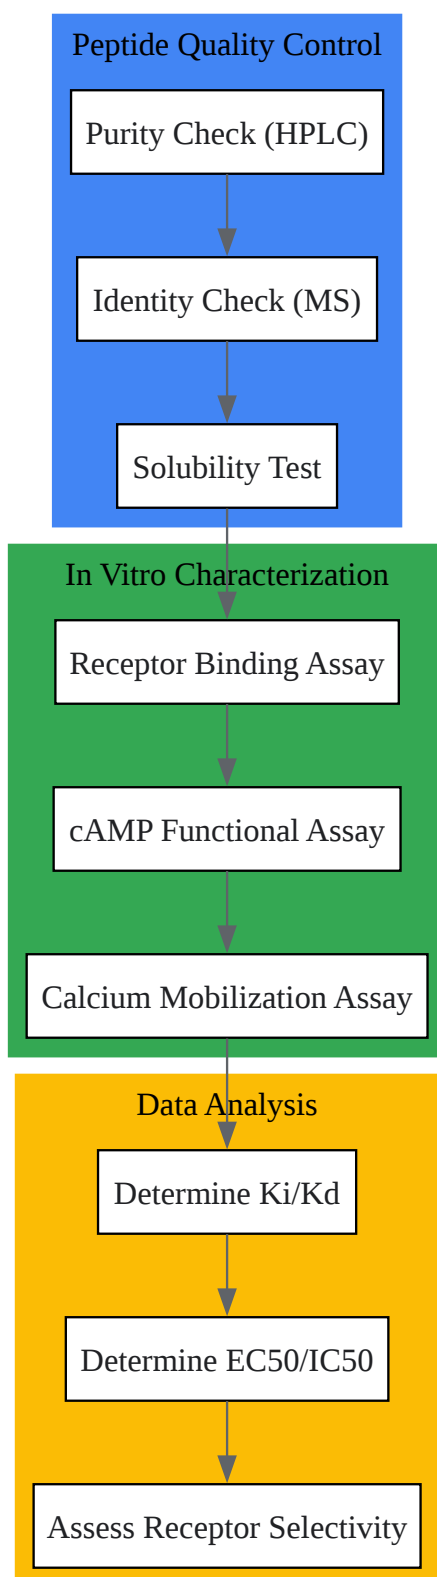 Peptide Quality Control
Purity Check (HPLC)
Identity Check (MS)
Solubility Test
In Vitro Characterization
Receptor Binding Assay
cAMP Functional Assay
Calcium Mobilization Assay
Data Analysis
Determine Ki/Kd
Determine EC50/IC50
Assess Receptor Selectivity